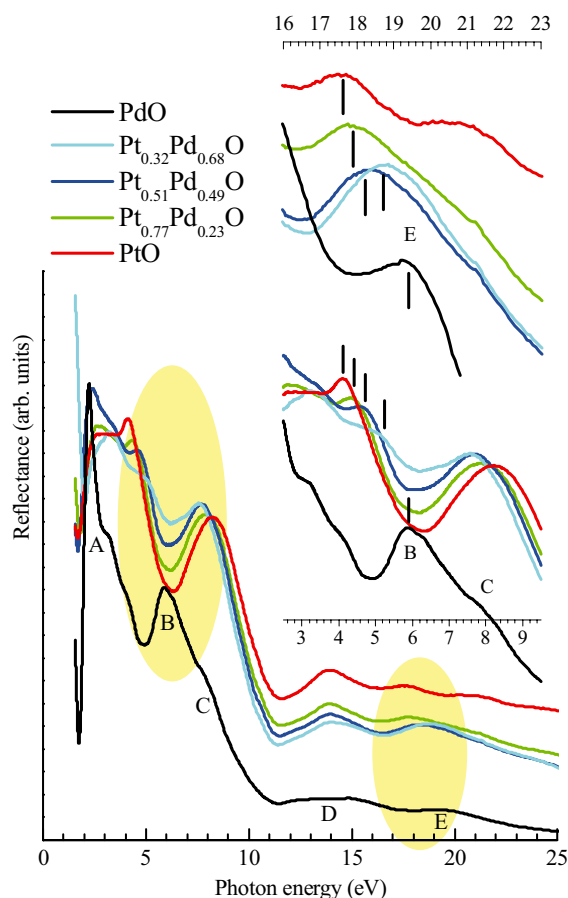 16 17 18 19 20 21 22 23
PdO
Pt0.32Pd0.68O
Pt0.51Pd0.49O
Pt0.77Pd0.23O
PtO
E
B
C
3 4 5 6 7 8 9
A
B
C
D
E
Reflectance (arb. units)
0 5 10 15 20 25
Photon energy (eV)